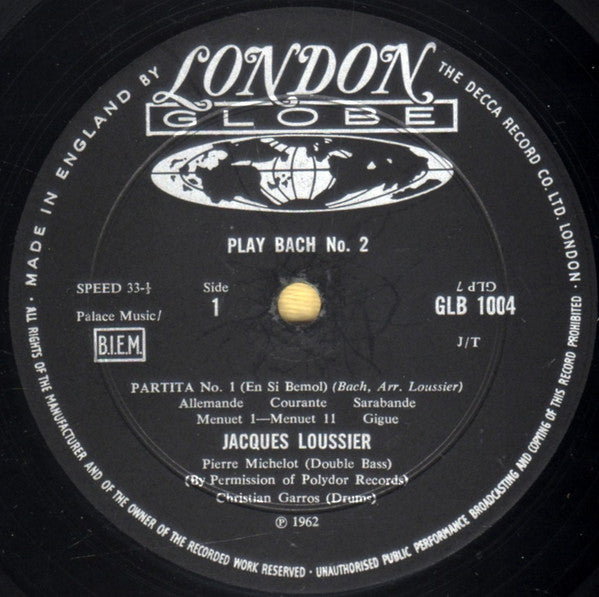 LONDON
GLOBE
PLAY BACH No. 2
SPEED 33-⅓
Side
1
GLP 7
GLB 1004
Palace Music/
B.I.E.M.
J/T
PARTITA No. 1 (En Si Bemol) (Bach, Arr. Loussier)
Allemande Courante Sarabande
Menuet 1—Menuet 11 Gigue
JACQUES LOUSSIER
Pierre Michelot (Double Bass)
(By Permission of Polydor Records)
Christian Garros (Drums)
℗ 1962
MADE IN ENGLAND BY THE DECCA RECORD CO. LTD. LONDON
· ALL RIGHTS OF THE MANUFACTURER AND OF THE OWNER OF THE RECORDED WORK RESERVED · UNAUTHORISED PUBLIC PERFORMANCE BROADCASTING AND COPYING OF THIS RECORD PROHIBITED ·